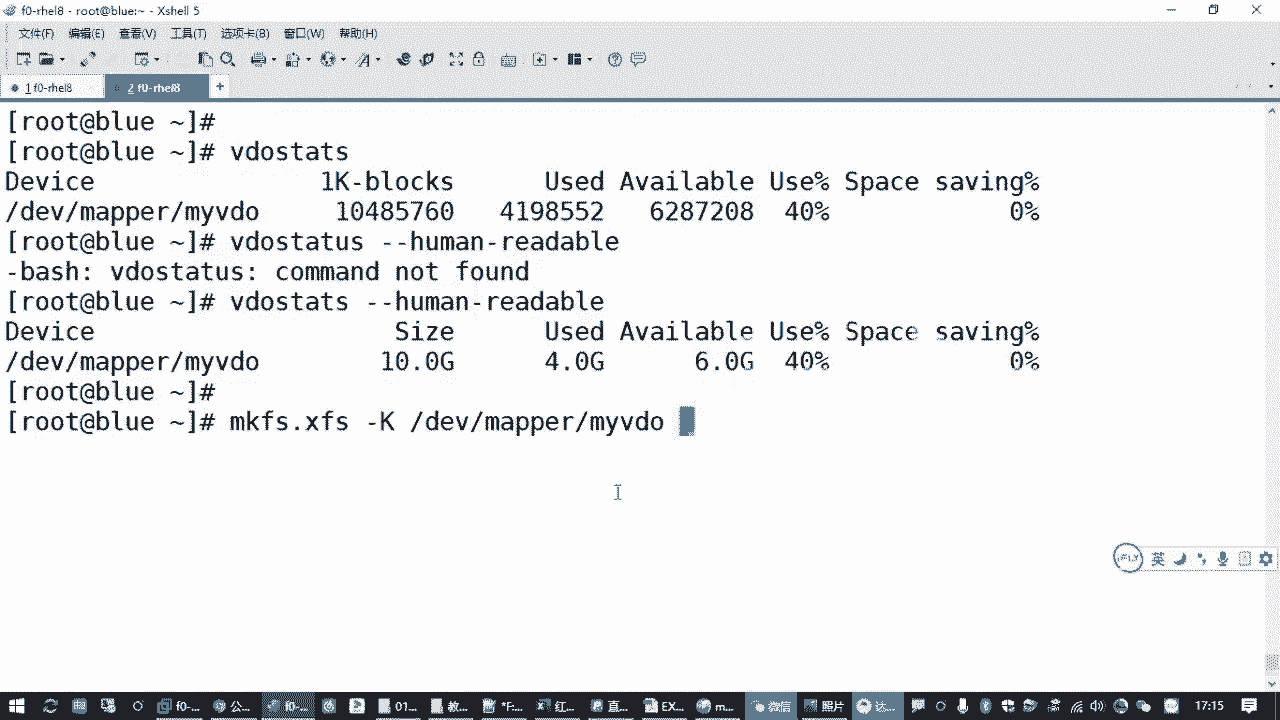 f0-rhel8 - root@blue:~ - Xshell 5
文件(F) 编辑(E) 查看(V) 工具(T) 选项卡(B) 窗口(W) 帮助(H)
1 f0-rhel8 2 f0-rhel8 +
[root@blue ~]#
[root@blue ~]# vdostats
Device 1K-blocks Used Available Use% Space saving%
/dev/mapper/myvdo 10485760 4198552 6287208 40% 0%
[root@blue ~]# vdostatus --human-readable
-bash: vdostatus: command not found
[root@blue ~]# vdostats --human-readable
Device Size Used Available Use% Space saving%
/dev/mapper/myvdo 10.0G 4.0G 6.0G 40% 0%
[root@blue ~]#
[root@blue ~]# mkfs.xfs -K /dev/mapper/myvdo
iFLY 英
f0-... 公... f0-... 01... 教... *F... 红... 直... EX... m... 微信 照片 达... 17:15